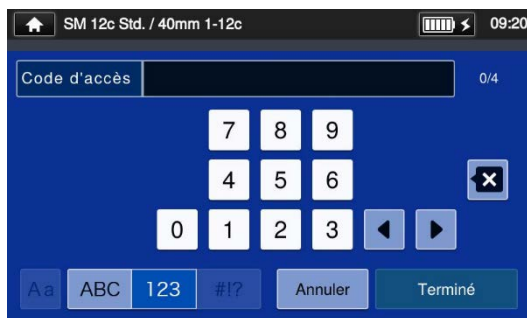 SM 12c Std. / 40mm 1-12c 09:20
Code d'accès 0/4
7 8 9
4 5 6
0 1 2 3
Aa ABC 123 #!? Annuler Terminé